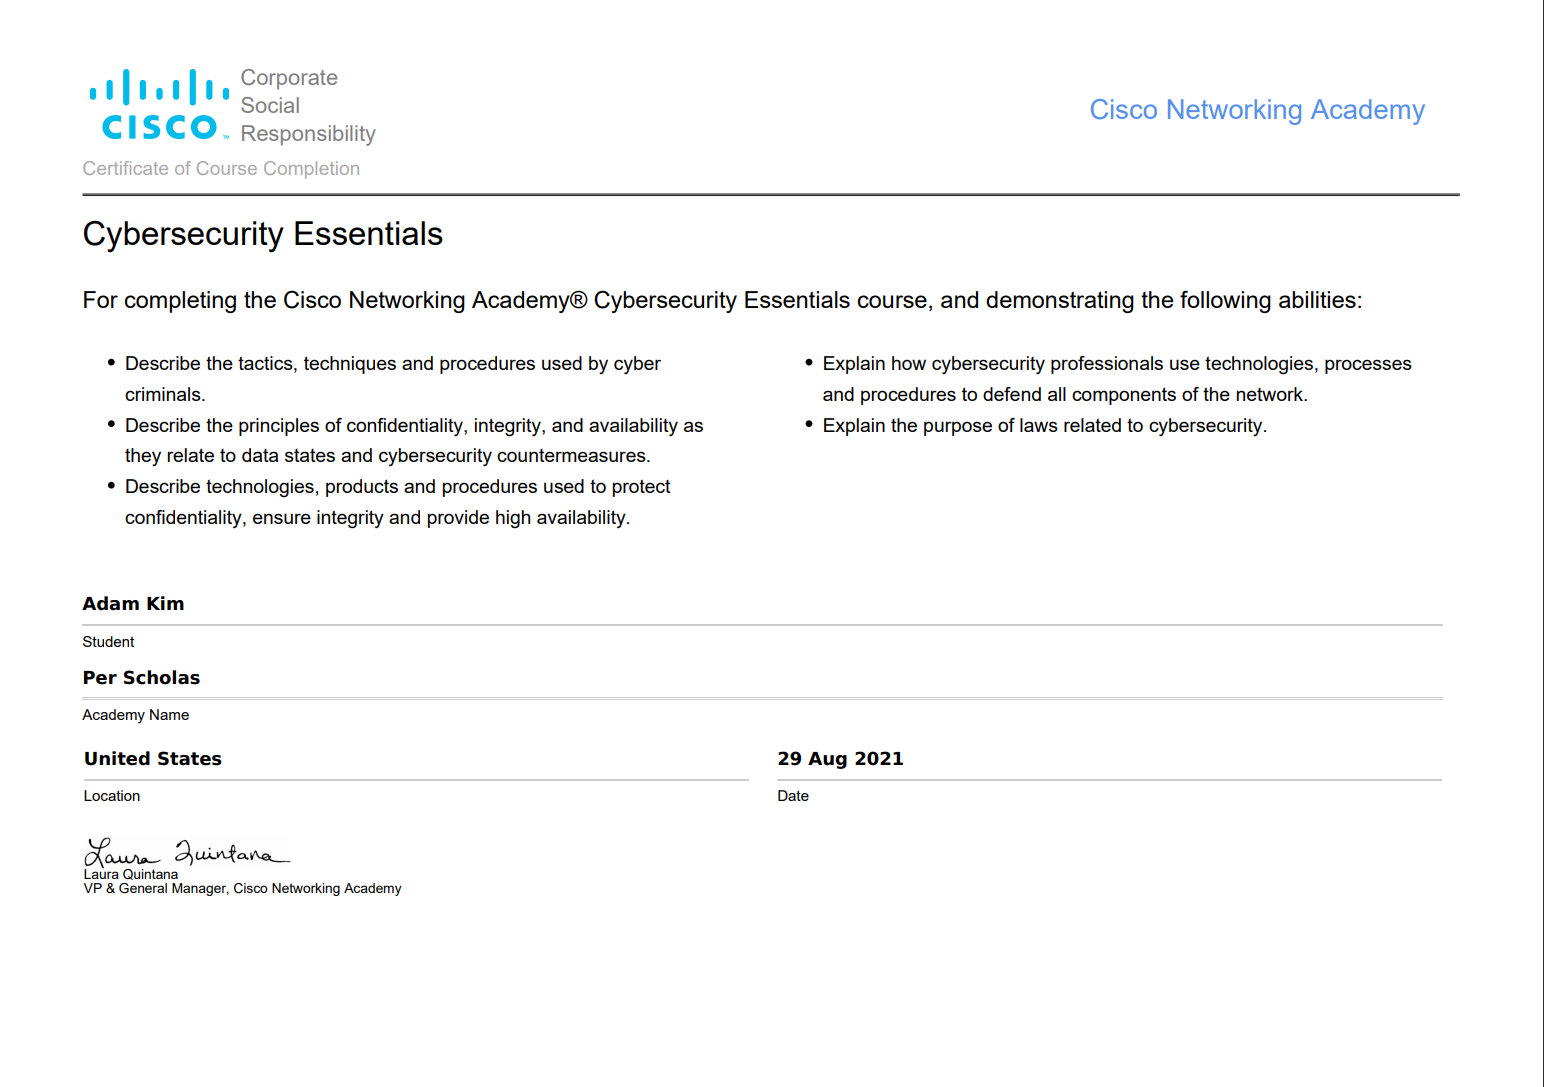 CISCO™
Corporate
Social
Responsibility
Cisco Networking Academy
Certificate of Course Completion
Cybersecurity Essentials
For completing the Cisco Networking Academy® Cybersecurity Essentials course, and demonstrating the following abilities:
• Describe the tactics, techniques and procedures used by cyber
criminals.
• Describe the principles of confidentiality, integrity, and availability as
they relate to data states and cybersecurity countermeasures.
• Describe technologies, products and procedures used to protect
confidentiality, ensure integrity and provide high availability.
• Explain how cybersecurity professionals use technologies, processes
and procedures to defend all components of the network.
• Explain the purpose of laws related to cybersecurity.
Adam Kim
Student
Per Scholas
Academy Name
United States
Location
29 Aug 2021
Date
Laura Quintana
Laura Quintana
VP & General Manager, Cisco Networking Academy